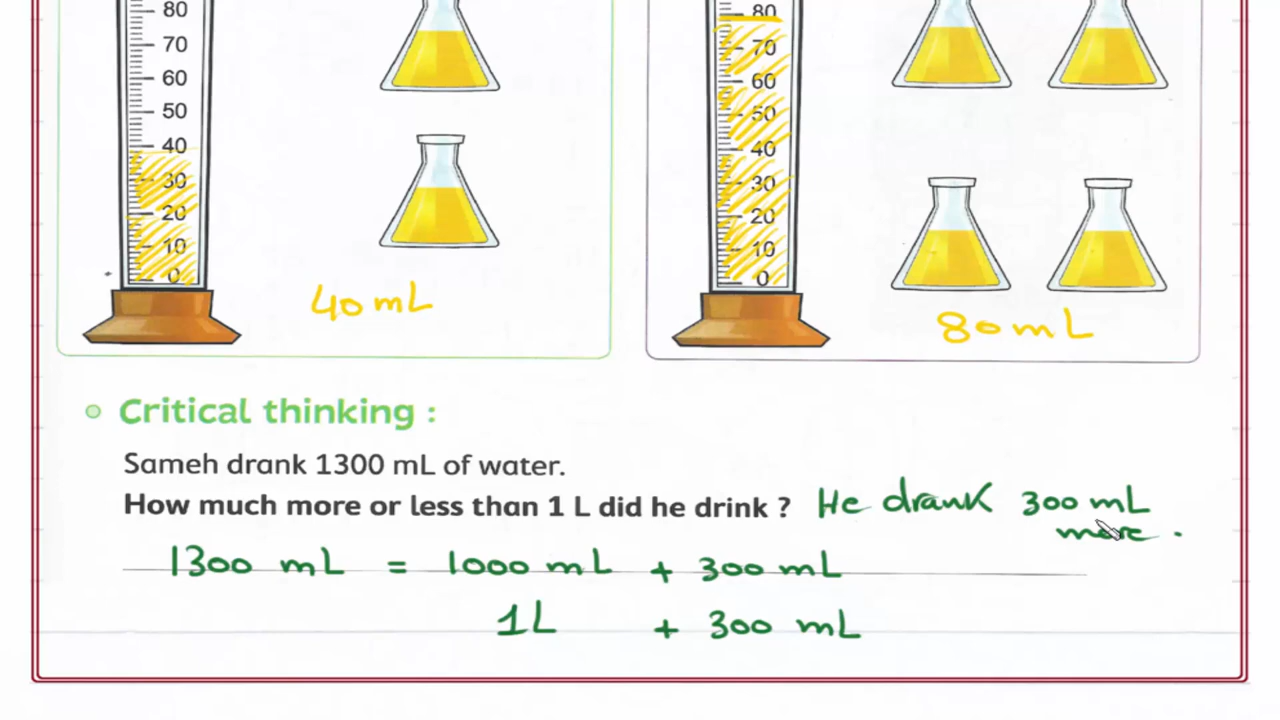 80
70
60
50
40
30
20
10
0
40 mL
80
70
60
50
40
30
20
10
0
80 mL
Critical thinking :
Sameh drank 1300 mL of water.
How much more or less than 1 L did he drink ? He drank 300 mL
more .
1300 mL = 1000 mL + 300 mL
1L + 300 mL